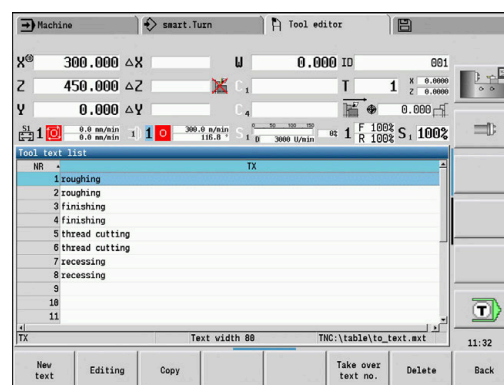 Machine smart.Turn Tool editor
X 300.000 ΔX W 0.000 ID 001
Z 450.000 ΔZ C1 T 1 X 0.0000 Z 0.0000
Y 0.000 ΔY C4 0.000
S1 1 0.0 mm/min 0.0 mm/min 1 0 300.0 m/min 116.8 ° S1 0 50 100 150 D 3000 U/min 0% 1 F 100% R 100% S1 100%
Tool text list
NR TX
1 roughing
2 roughing
3 finishing
4 finishing
5 thread cutting
6 thread cutting
7 recessing
8 recessing
9
10
11
TX Text width 80 TNC:\table\to_text.mxt
11:32
New text Editing Copy Take over text no. Delete Back